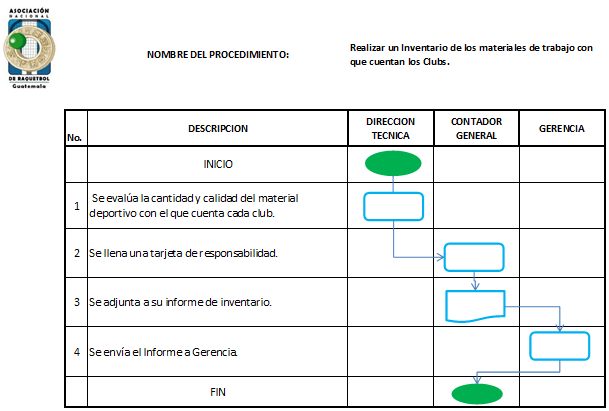 ASOCIACIÓN
NACIONAL
DE RAQUETBOL
Guatemala
NOMBRE DEL PROCEDIMIENTO:
Realizar un Inventario de los materiales de trabajo con
que cuentan los Clubs.
No.
DESCRIPCION
DIRECCION
TECNICA
CONTADOR
GENERAL
GERENCIA
INICIO
1
Se evalúa la cantidad y calidad del material
deportivo con el que cuenta cada club.
2
Se llena una tarjeta de responsabilidad.
3
Se adjunta a su informe de inventario.
4
Se envía el Informe a Gerencia.
FIN